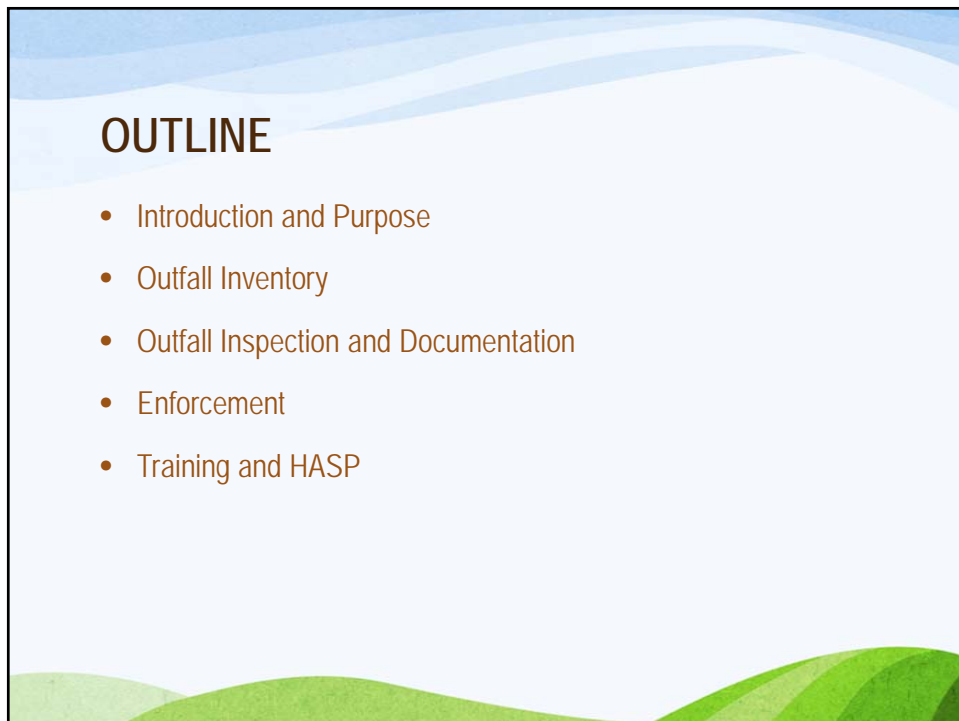 OUTLINE
• Introduction and Purpose
• Outfall Inventory
• Outfall Inspection and Documentation
• Enforcement
• Training and HASP